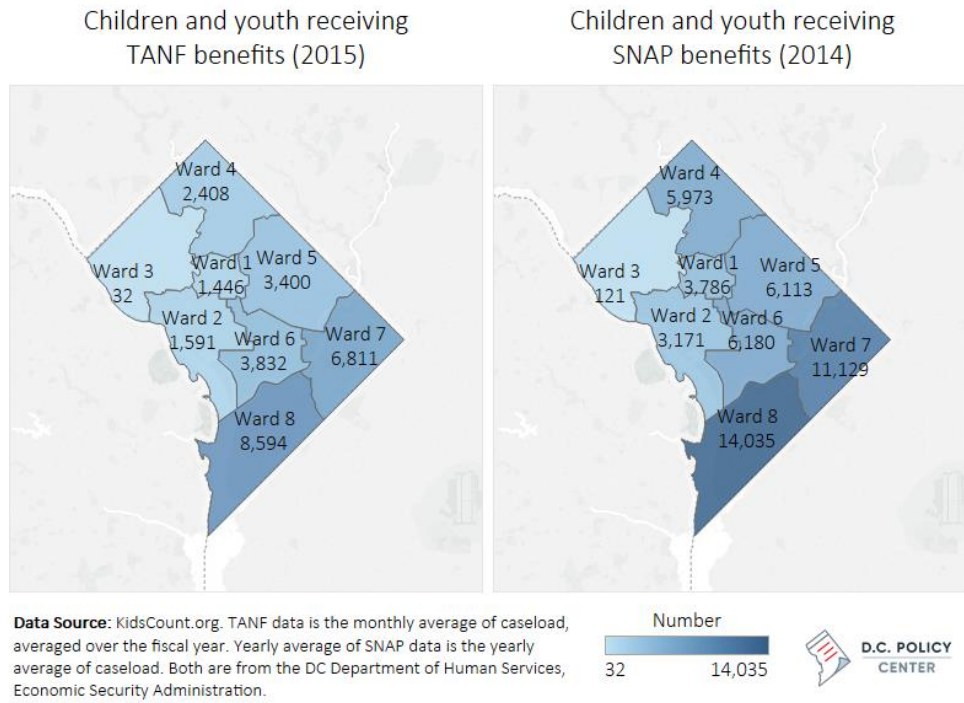 Children and youth receiving
TANF benefits (2015)
Children and youth receiving
SNAP benefits (2014)
Ward 4
2,408
Ward 3
32
Ward 1
1,446
Ward 5
3,400
Ward 2
1,591
Ward 6
3,832
Ward 7
6,811
Ward 8
8,594
Ward 4
5,973
Ward 3
121
Ward 1
3,786
Ward 5
6,113
Ward 2
3,171
Ward 6
6,180
Ward 7
11,129
Ward 8
14,035
Data Source: KidsCount.org. TANF data is the monthly average of caseload,
averaged over the fiscal year. Yearly average of SNAP data is the yearly
average of caseload. Both are from the DC Department of Human Services,
Economic Security Administration.
Number
32 14,035
D.C. POLICY
CENTER